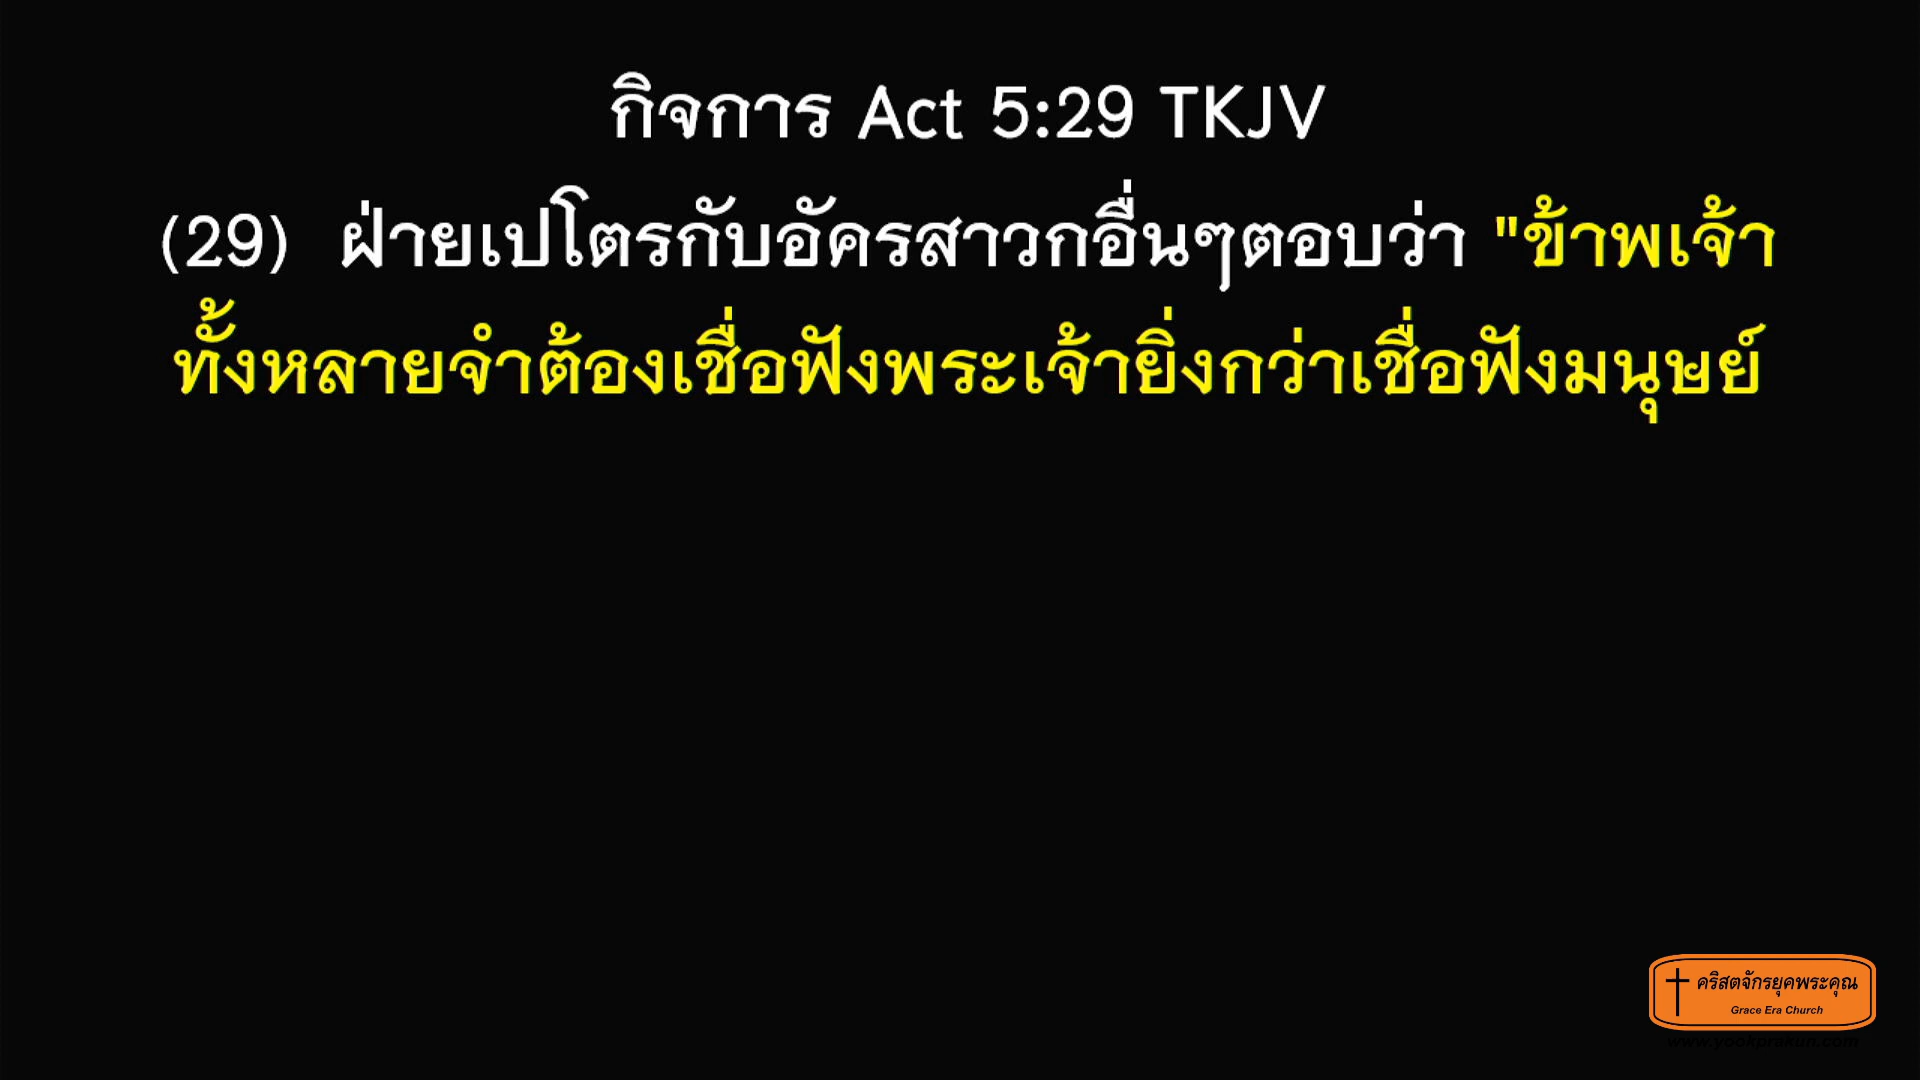 กิจการ Act 5:29 TKJV
(29)  ฝ่ายเปโตรกับอัครสาวกอื่นๆตอบว่า "ข้าพเจ้า
ทั้งหลายจำต้องเชื่อฟังพระเจ้ายิ่งกว่าเชื่อฟังมนุษย์
คริสตจักรยุคพระคุณ
Grace Era Church
www.yookprakun.com